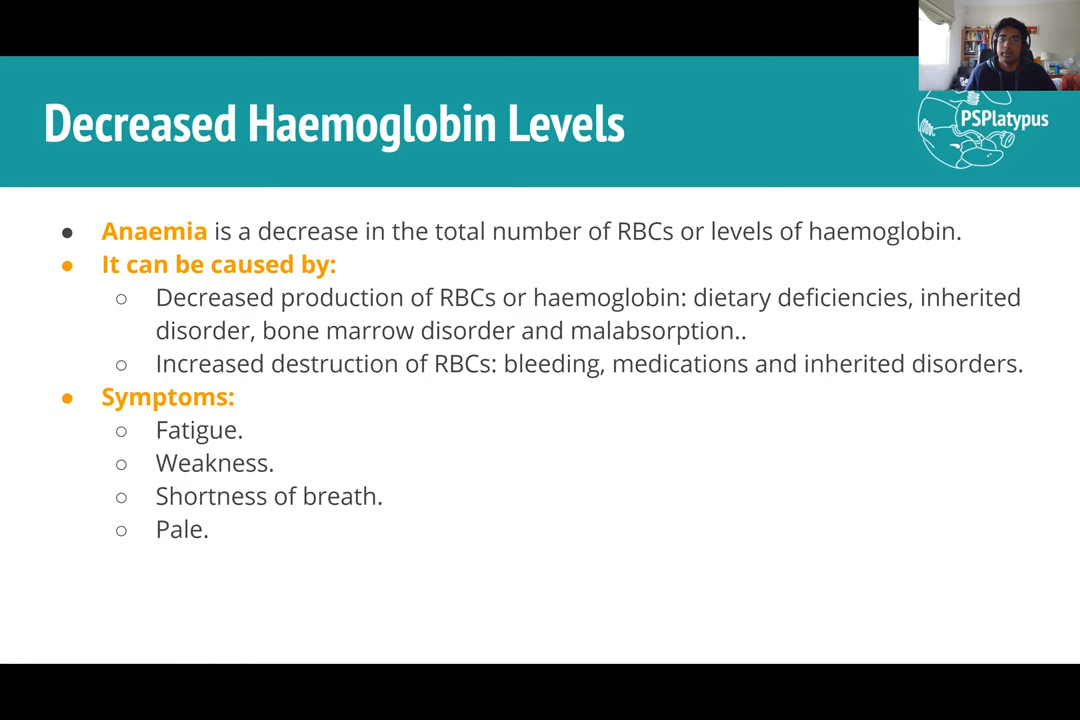 Decreased Haemoglobin Levels
PSPlatypus
● Anaemia is a decrease in the total number of RBCs or levels of haemoglobin.
● It can be caused by:
○ Decreased production of RBCs or haemoglobin: dietary deficiencies, inherited
disorder, bone marrow disorder and malabsorption..
○ Increased destruction of RBCs: bleeding, medications and inherited disorders.
● Symptoms:
○ Fatigue.
○ Weakness.
○ Shortness of breath.
○ Pale.